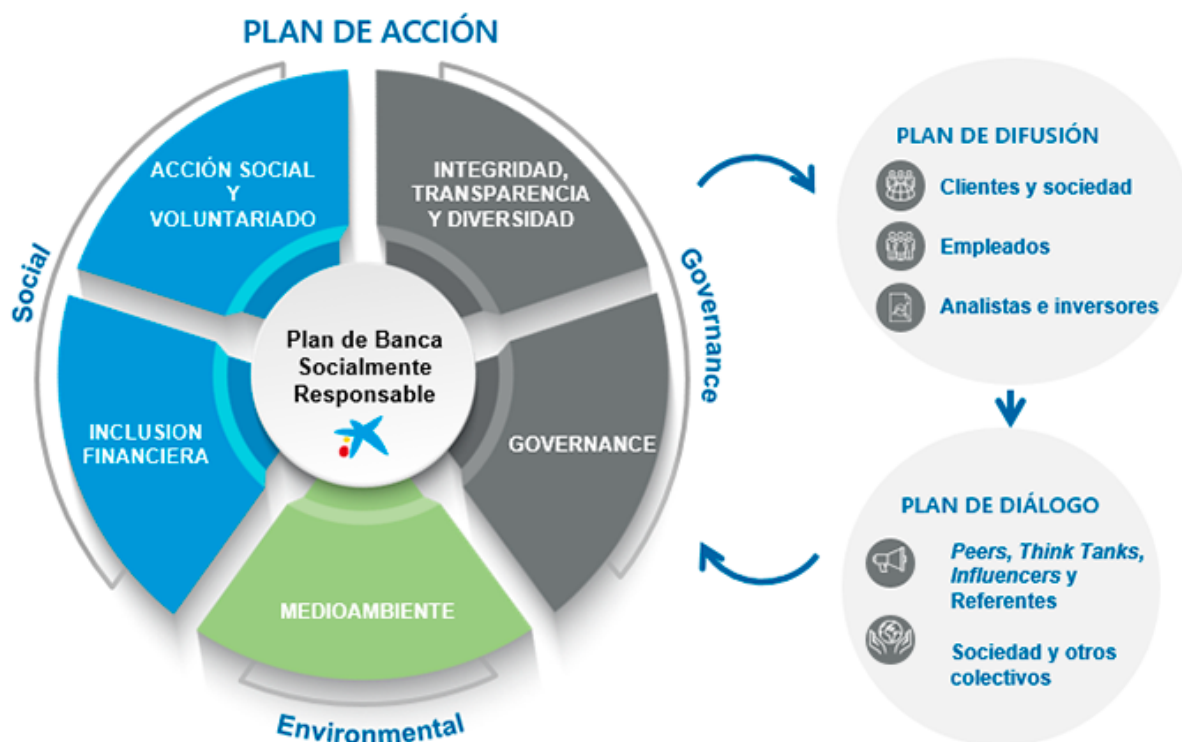 PLAN DE ACCIÓN
ACCIÓN SOCIAL
Y
VOLUNTARIADO
INTEGRIDAD,
TRANSPARENCIA
Y DIVERSIDAD
Social
Governance
Plan de Banca
Socialmente
Responsable
INCLUSION
FINANCIERA
GOVERNANCE
MEDIOAMBIENTE
Environmental
PLAN DE DIFUSIÓN
Clientes y sociedad
Empleados
Analistas e inversores
PLAN DE DIÁLOGO
Peers, Think Tanks,
Influencers y
Referentes
Sociedad y otros
colectivos